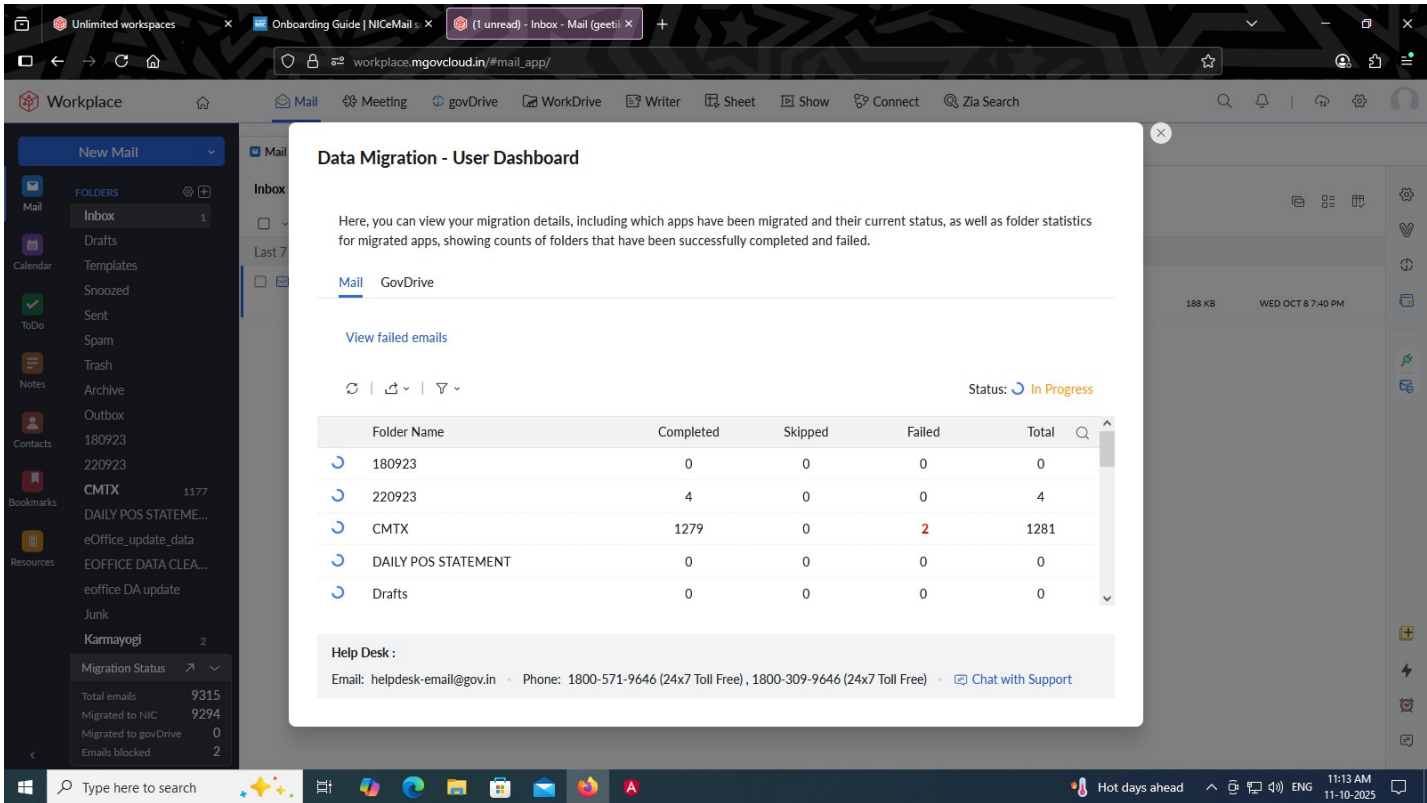 Unlimited workspaces
Onboarding Guide | NICeMail s
(1 unread) - Inbox - Mail (geetil
workplace.mgovcloud.in/#mail_app/
Workplace
Mail Meeting govDrive WorkDrive Writer Sheet Show Connect Zia Search
New Mail
Mail
Mail
Calendar
ToDo
Notes
Contacts
Bookmarks
Resources
FOLDERS
Inbox 1
Drafts
Templates
Snoozed
Sent
Spam
Trash
Archive
Outbox
180923
220923
CMTX 1177
DAILY POS STATEME...
eOffice_update_data
EOFFICE DATA CLEA...
eoffice DA update
Junk
Karmayogi 2
Migration Status
Total emails 9315
Migrated to NIC 9294
Migrated to govDrive 0
Emails blocked 2
Inbox
Last 7
188 KB WED OCT 8 7:40 PM
Data Migration - User Dashboard
Here, you can view your migration details, including which apps have been migrated and their current status, as well as folder statistics
for migrated apps, showing counts of folders that have been successfully completed and failed.
Mail GovDrive
View failed emails
Status: In Progress
Folder Name Completed Skipped Failed Total
180923 0 0 0 0
220923 4 0 0 4
CMTX 1279 0 2 1281
DAILY POS STATEMENT 0 0 0 0
Drafts 0 0 0 0
Help Desk :
Email: helpdesk-email@gov.in • Phone: 1800-571-9646 (24x7 Toll Free) , 1800-309-9646 (24x7 Toll Free) • Chat with Support
Type here to search
Hot days ahead
ENG
11:13 AM
11-10-2025